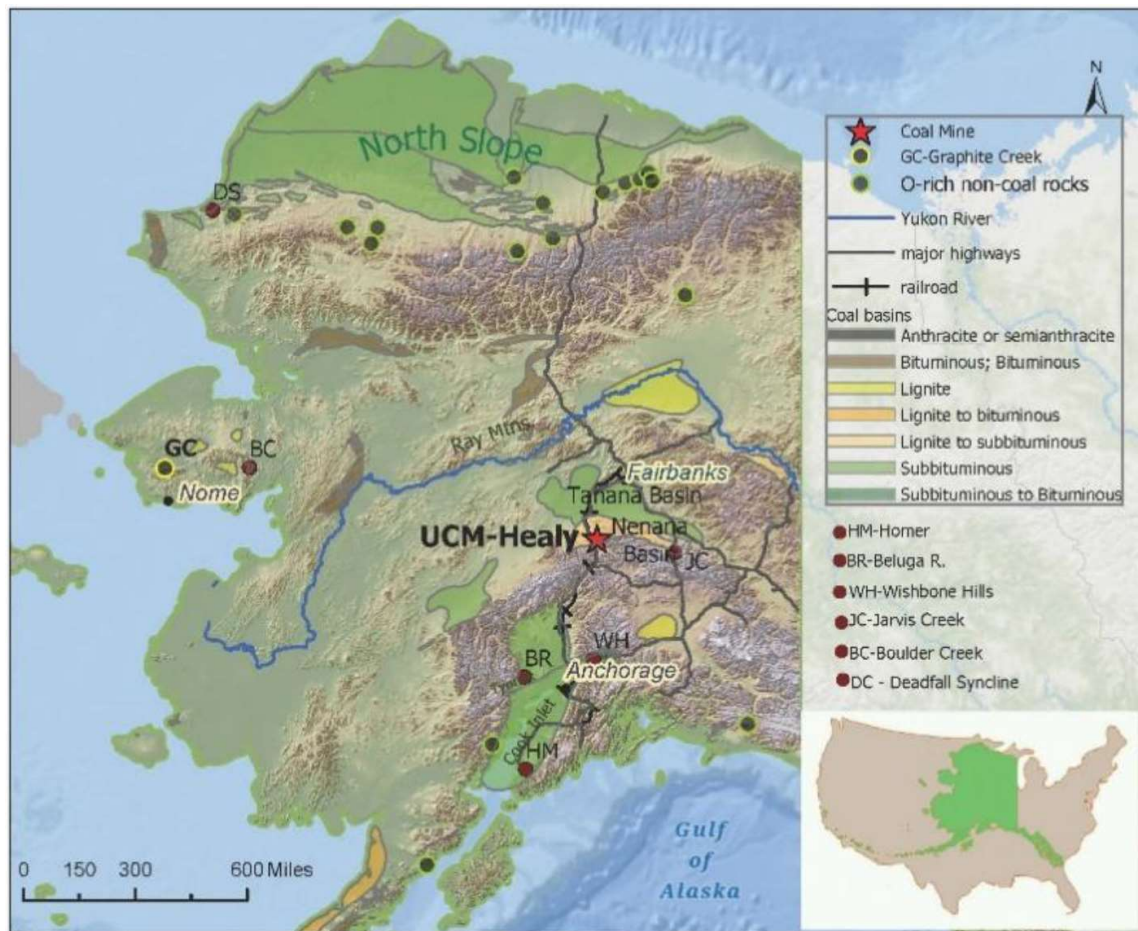 North Slope
DS
Ray Mtns
GC
BC
Nome
Fairbanks
Tanana Basin
UCM-Healy
Nenana
Basin
JC
WH
BR
Anchorage
Cook Inlet
HM
Gulf
of
Alaska
0 150 300 600 Miles
N
Coal Mine
GC-Graphite Creek
O-rich non-coal rocks
Yukon River
major highways
railroad
Coal basins
Anthracite or semianthracite
Bituminous; Bituminous
Lignite
Lignite to bituminous
Lignite to subbituminous
Subbituminous
Subbituminous to Bituminous
HM-Homer
BR-Beluga R.
WH-Wishbone Hills
JC-Jarvis Creek
BC-Boulder Creek
DC - Deadfall Syncline